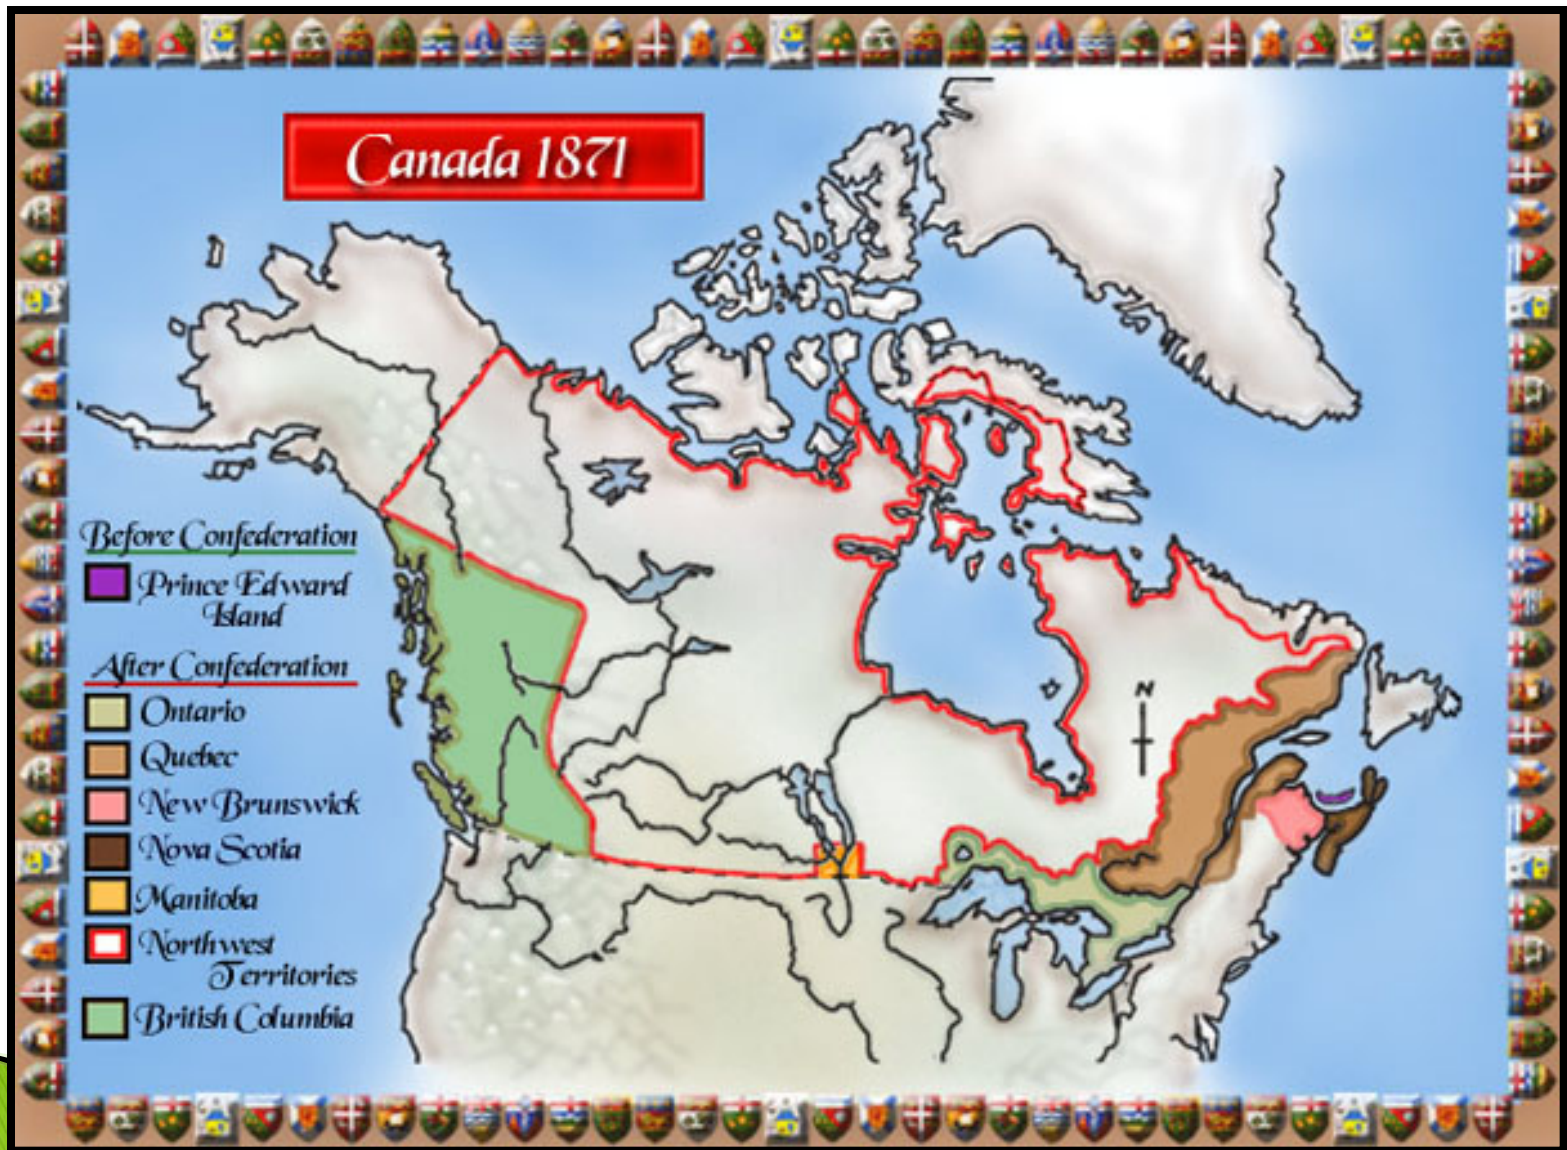 Canada 1871
Before Confederation
Prince Edward
Island
After Confederation
Ontario
Quebec
New Brunswick
Nova Scotia
Manitoba
Northwest
Territories
British Columbia
N